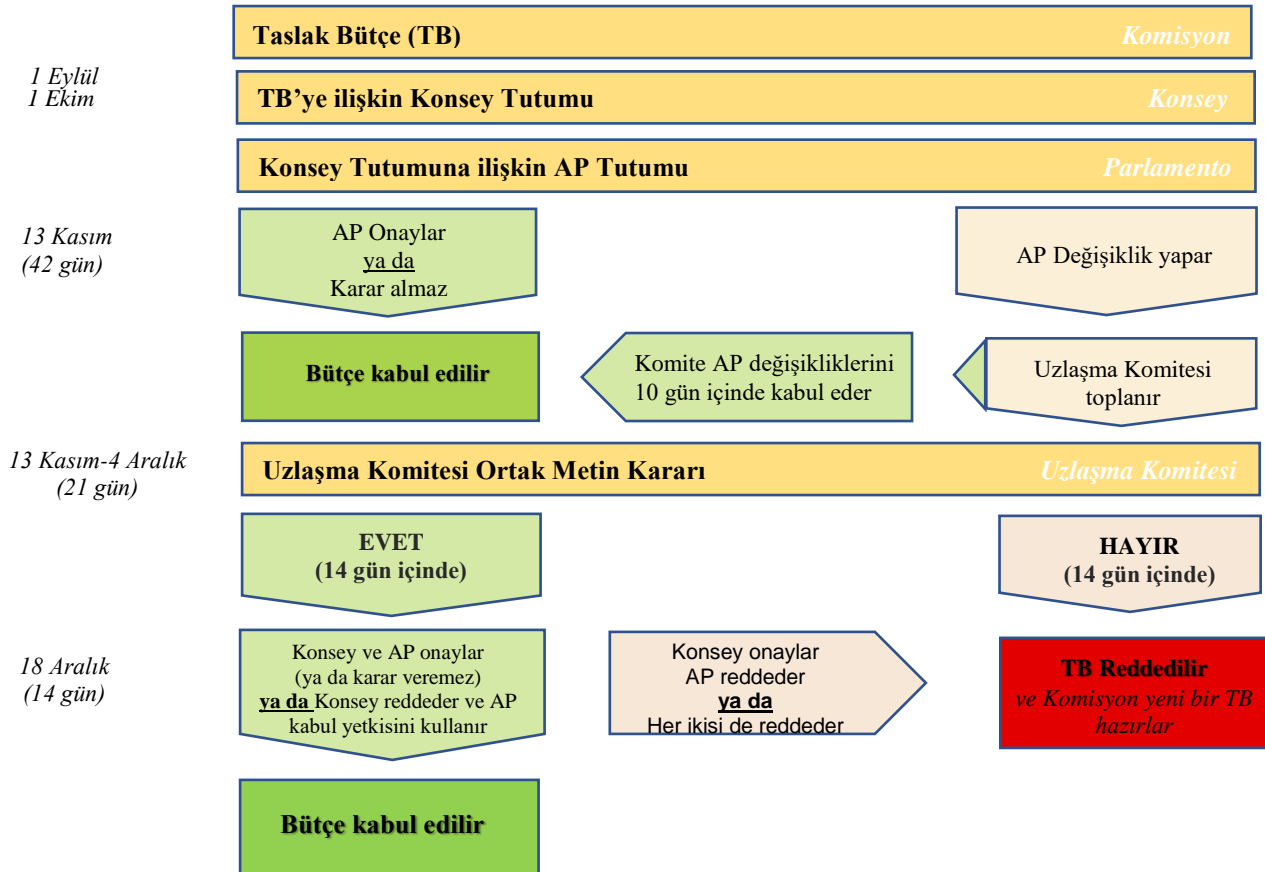 Taslak Bütçe (TB) Komisyon
1 Eylül
1 Ekim
TB’ye ilişkin Konsey Tutumu Konsey
Konsey Tutumuna ilişkin AP Tutumu Parlamento
13 Kasım
(42 gün)
AP Onaylar
ya da
Karar almaz
AP Değişiklik yapar
Bütçe kabul edilir
Komite AP değişikliklerini
10 gün içinde kabul eder
Uzlaşma Komitesi
toplanır
13 Kasım-4 Aralık
(21 gün)
Uzlaşma Komitesi Ortak Metin Kararı Uzlaşma Komitesi
EVET
(14 gün içinde)
HAYIR
(14 gün içinde)
18 Aralık
(14 gün)
Konsey ve AP onaylar
(ya da karar veremez)
ya da Konsey reddeder ve AP
kabul yetkisini kullanır
Konsey onaylar
AP reddeder
ya da
Her ikisi de reddeder
TB Reddedilir
ve Komisyon yeni bir TB
hazırlar
Bütçe kabul edilir